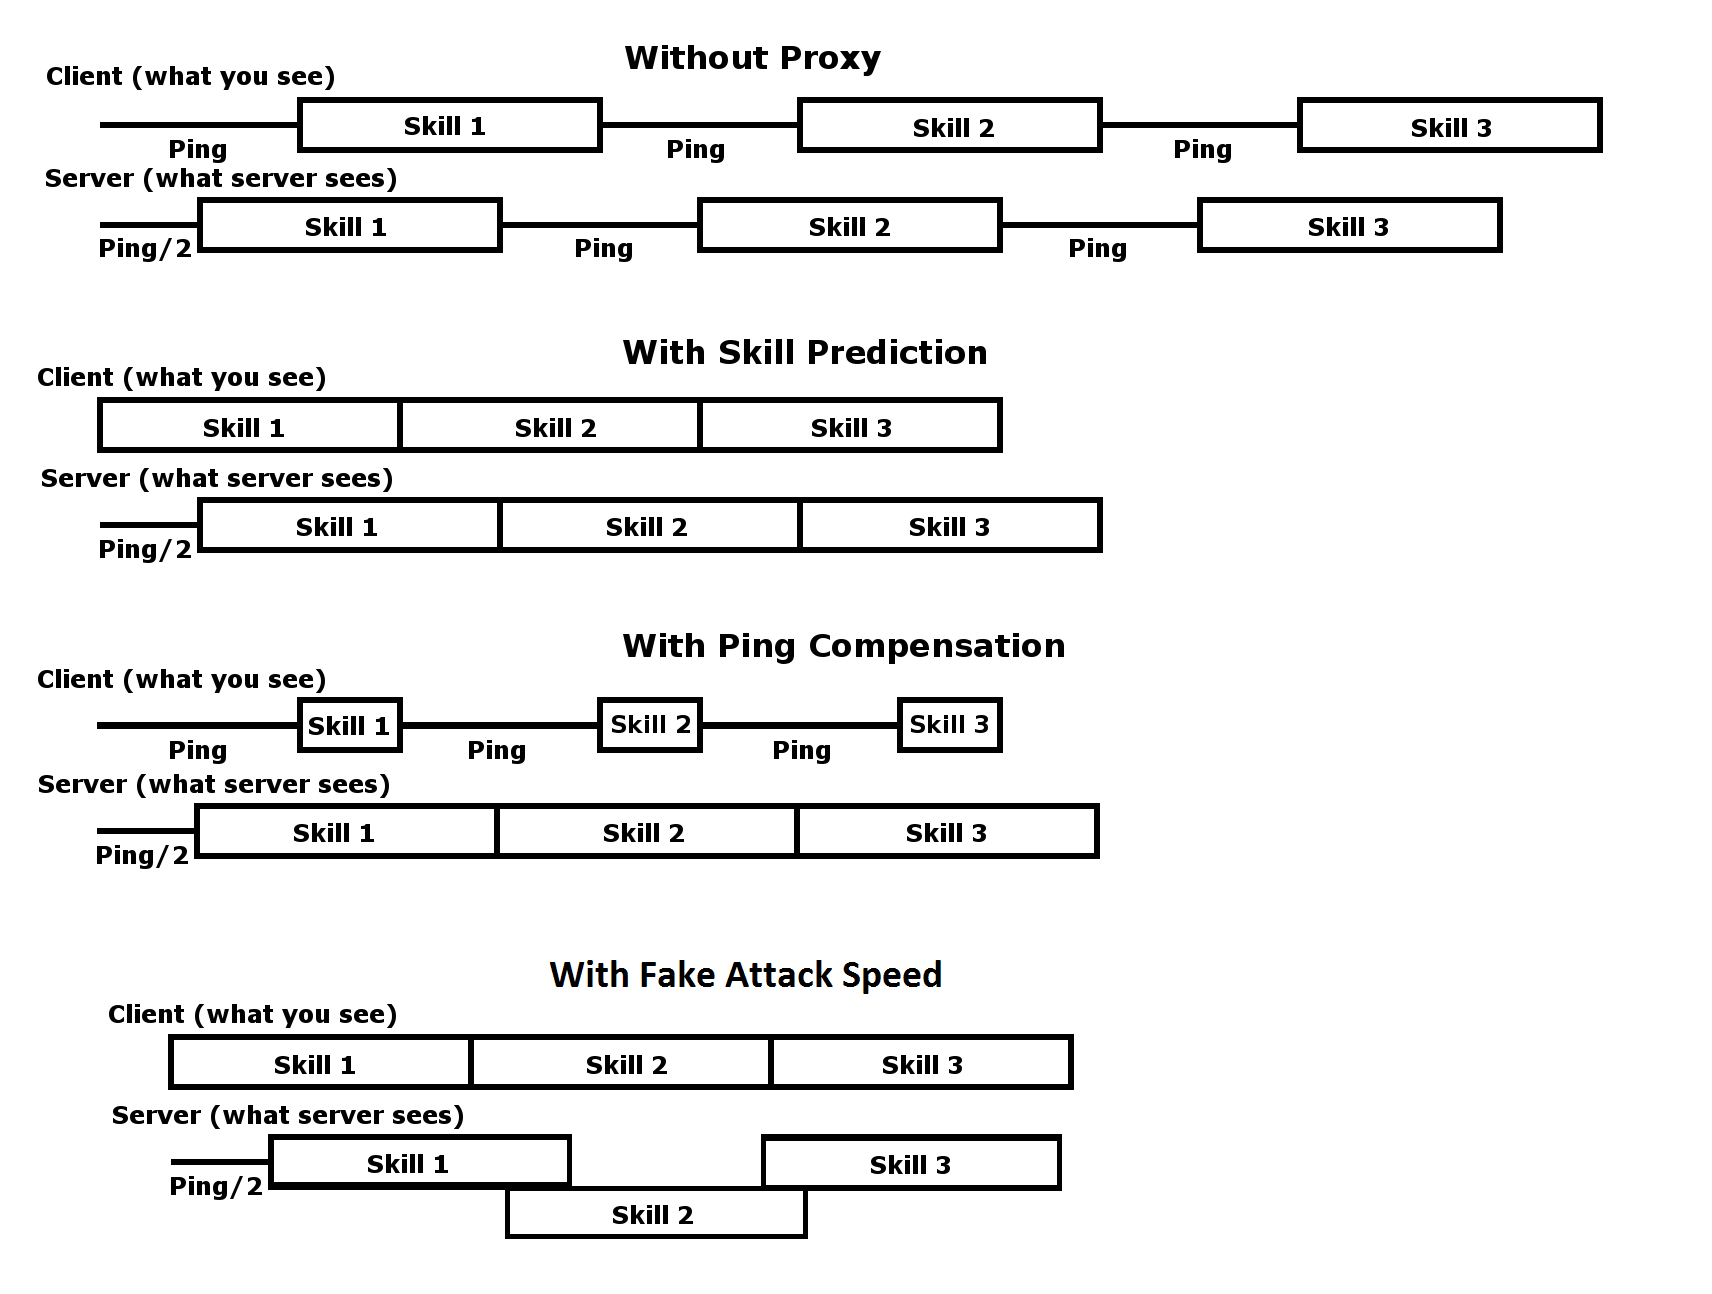 Without Proxy
Client (what you see)
Skill 1
Skill 2
Skill 3
Ping
Ping
Ping
Server (what server sees)
Skill 1
Skill 2
Skill 3
Ping/2
Ping
Ping
With Skill Prediction
Client (what you see)
Skill 1
Skill 2
Skill 3
Server (what server sees)
Skill 1
Skill 2
Skill 3
Ping/2
With Ping Compensation
Client (what you see)
Skill 1
Skill 2
Skill 3
Ping
Ping
Ping
Server (what server sees)
Skill 1
Skill 2
Skill 3
Ping/2
With Fake Attack Speed
Client (what you see)
Skill 1
Skill 2
Skill 3
Server (what server sees)
Skill 1
Skill 3
Ping/2
Skill 2